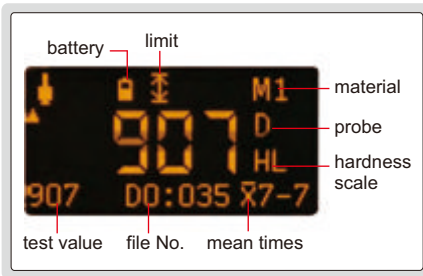 battery limit
M1 material
907 D probe
HL hardness
scale
907 D0:035 x̄7-7
test value file No. mean times